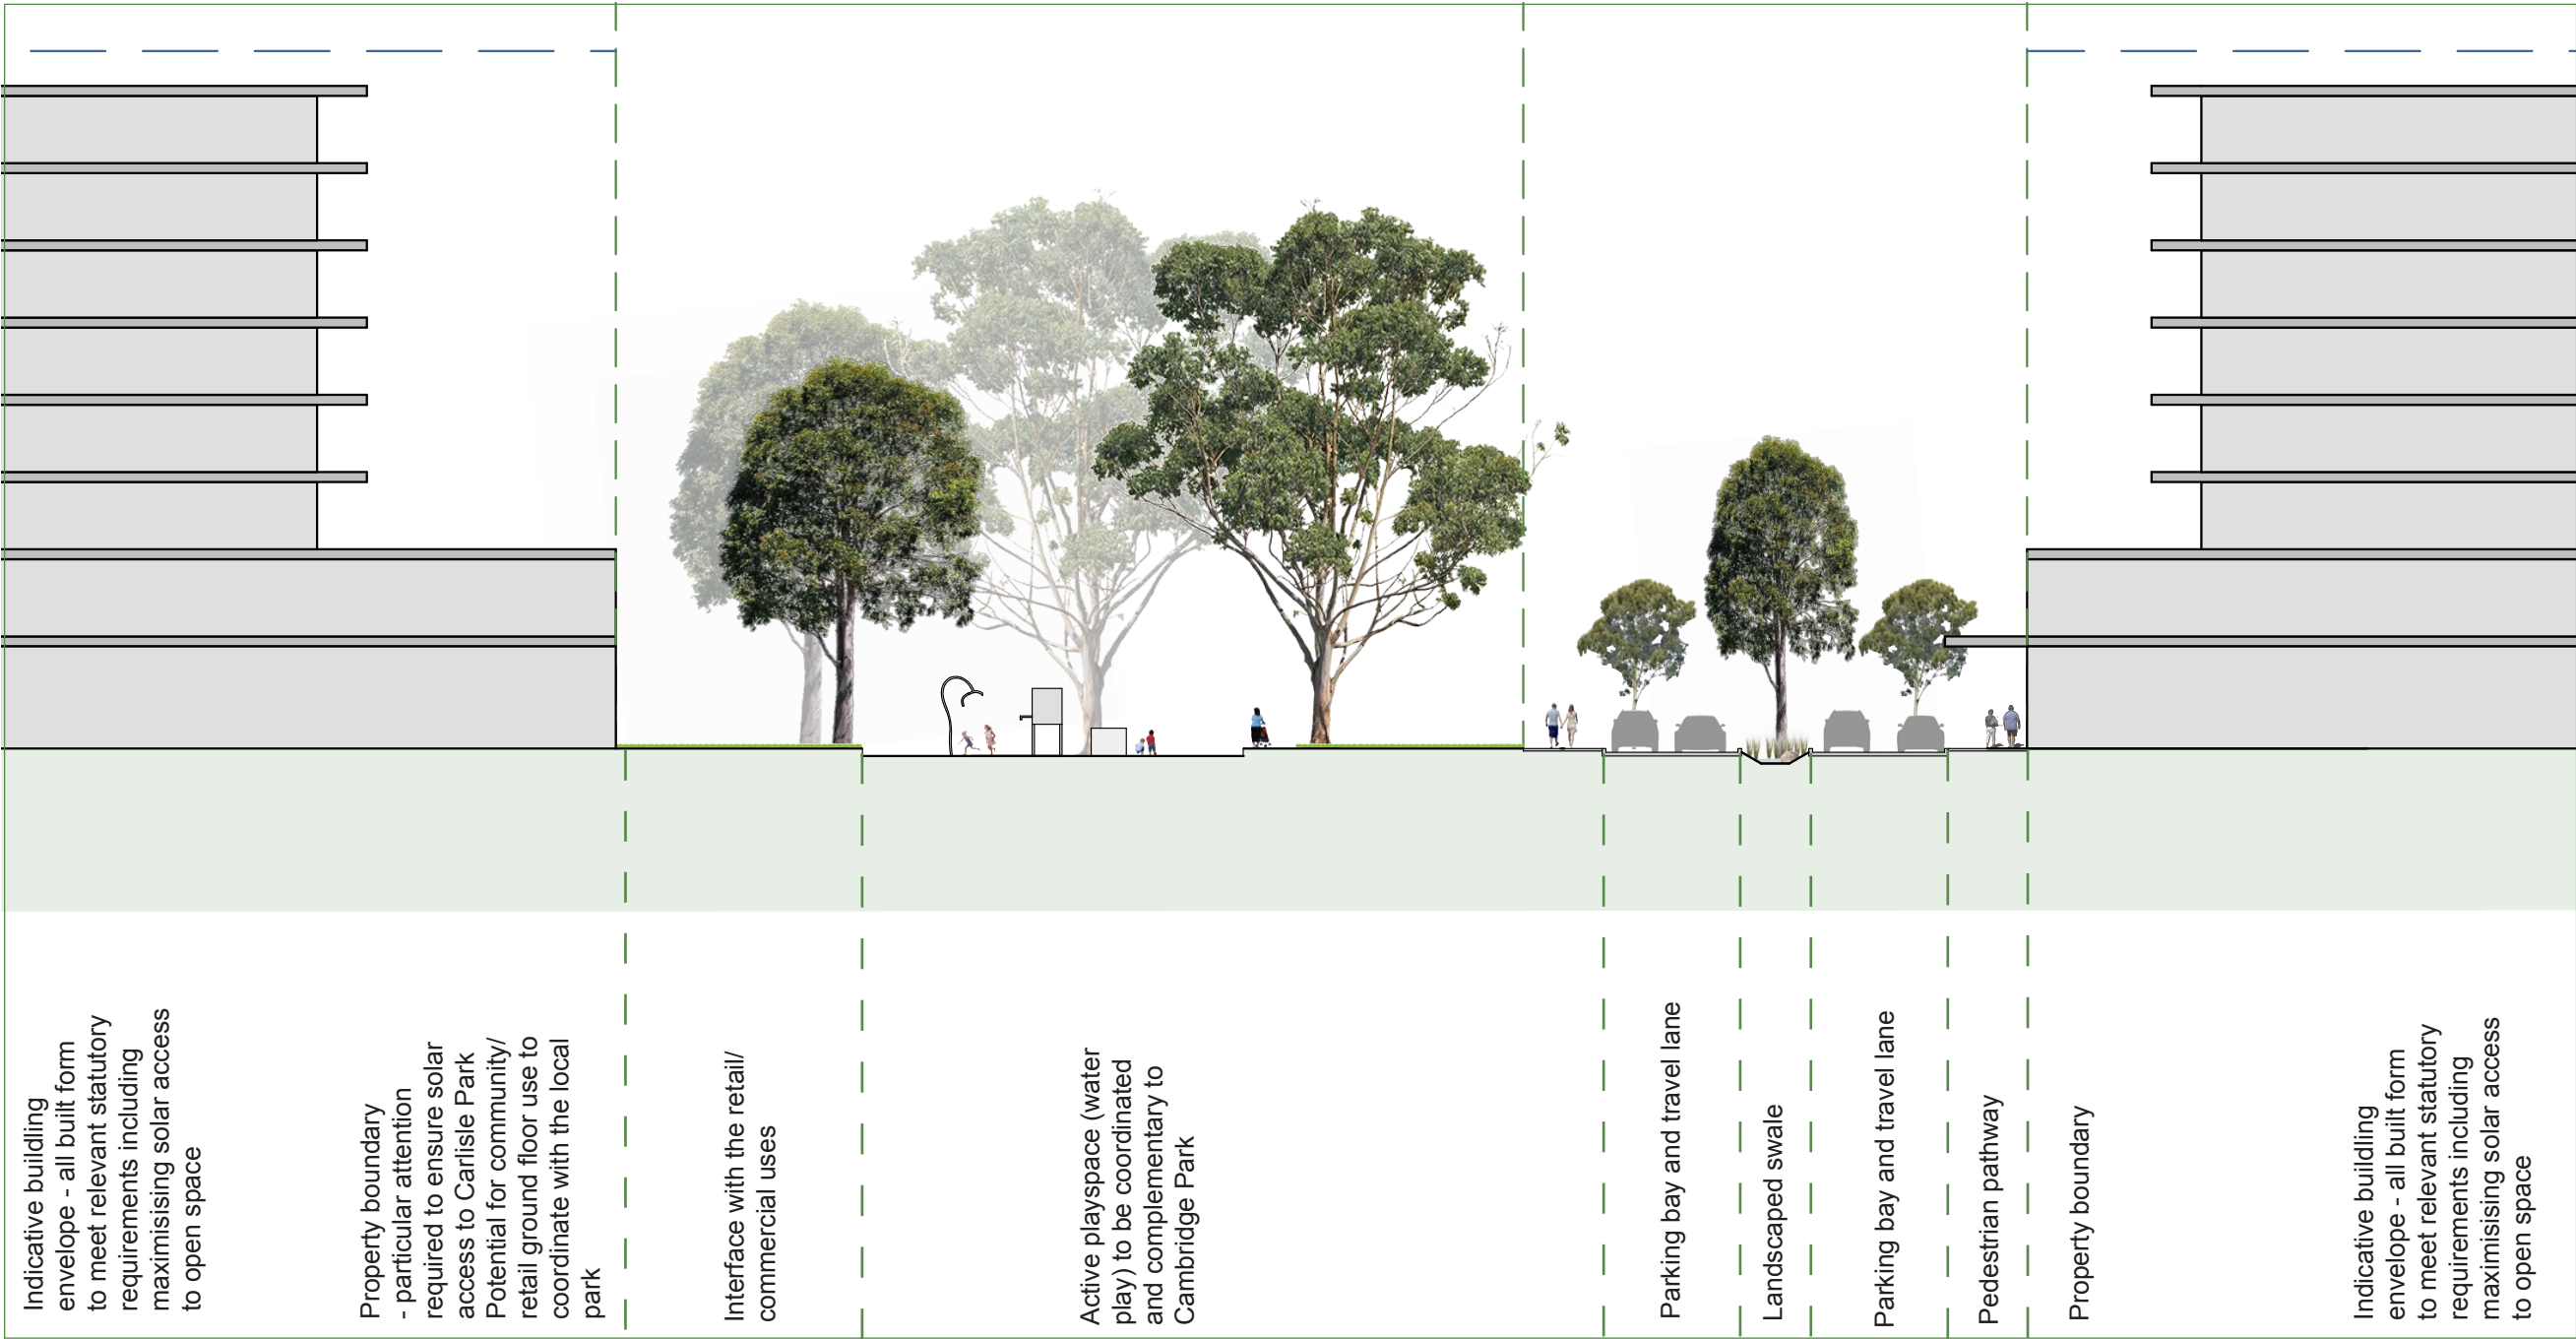 Indicative building
envelope - all built form
to meet relevant statutory
requirements including
maximisising solar access
to open space
Property boundary
- particular attention
required to ensure solar
access to Carlisle Park
Potential for community/
retail ground floor use to
coordinate with the local
park
Interface with the retail/
commercial uses
Active playspace (water
play) to be coordinated
and complementary to
Cambridge Park
Parking bay and travel lane
Landscaped swale
Parking bay and travel lane
Pedestrian pathway
Property boundary
Indicative building
envelope - all built form
to meet relevant statutory
requirements including
maximisising solar access
to open space